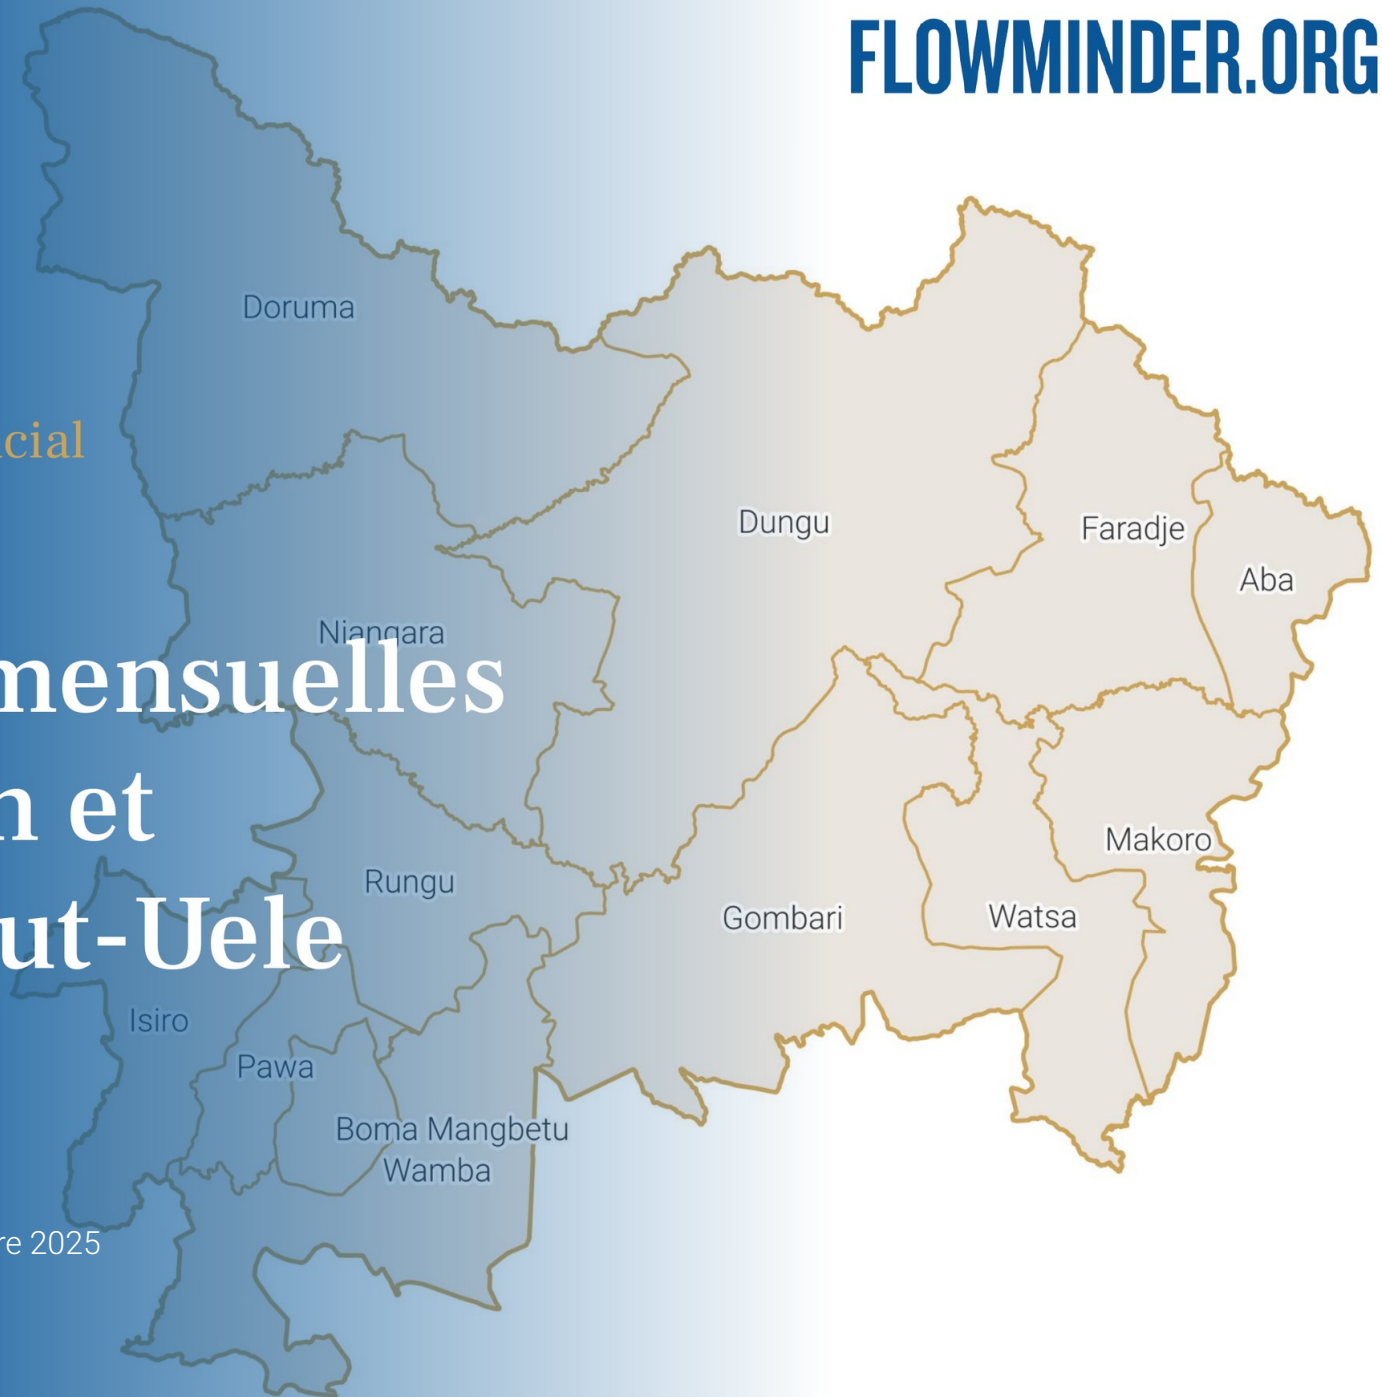 FLOWMINDER.ORG
Doruma
cial
Dungu
Faradje
Aba
Niangara
mensuelles
n et
Makoro
Rungu
Gombari
Watsa
ut-Uele
Isiro
Pawa
Boma Mangbetu
Wamba
re 2025